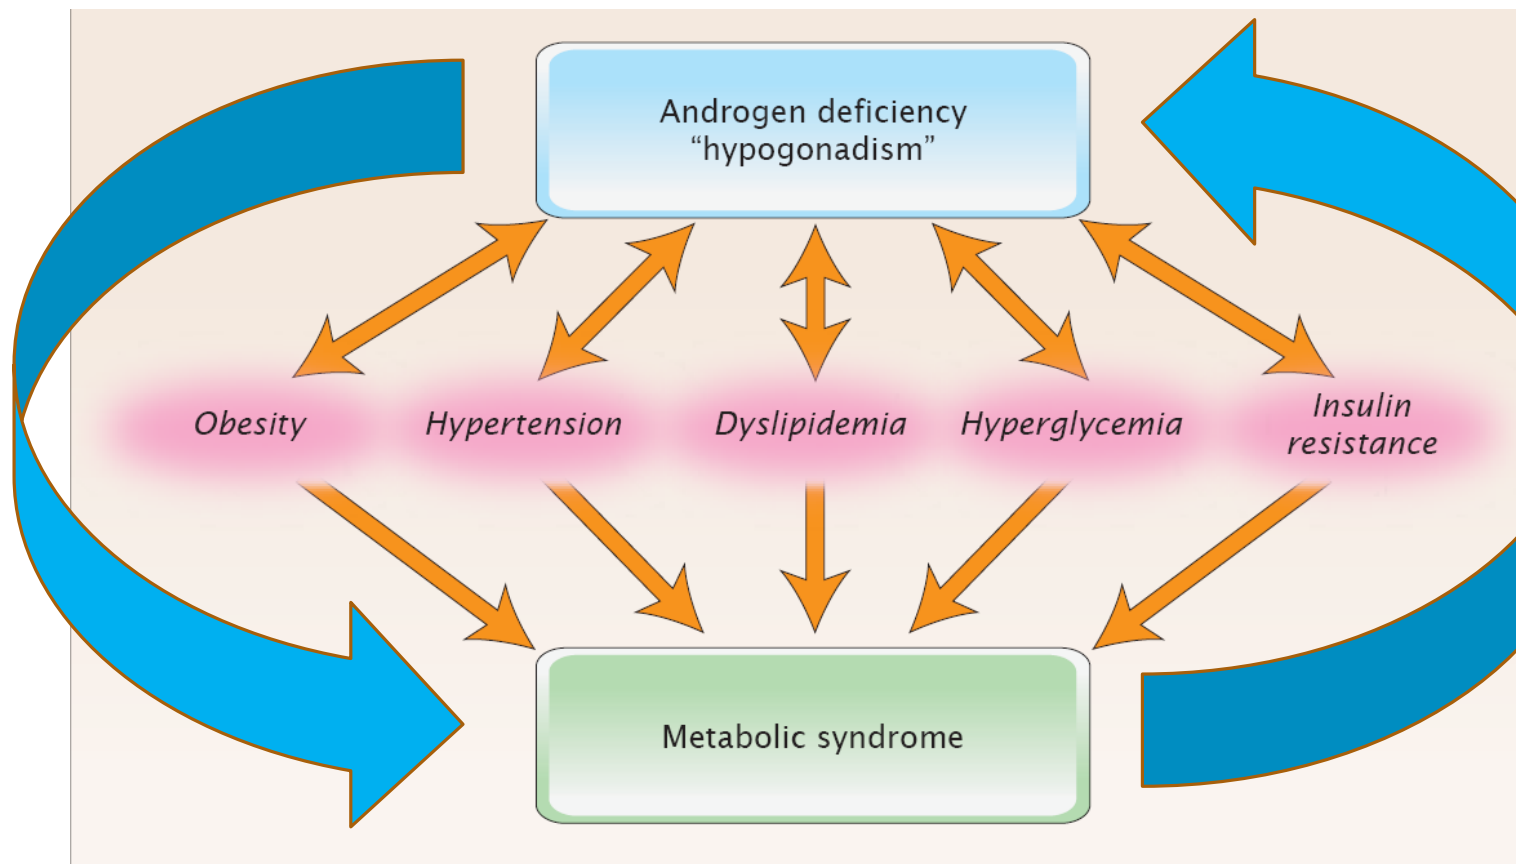 Androgen deficiency
“hypogonadism”
Obesity
Hypertension
Dyslipidemia
Hyperglycemia
Insulin
resistance
Metabolic syndrome